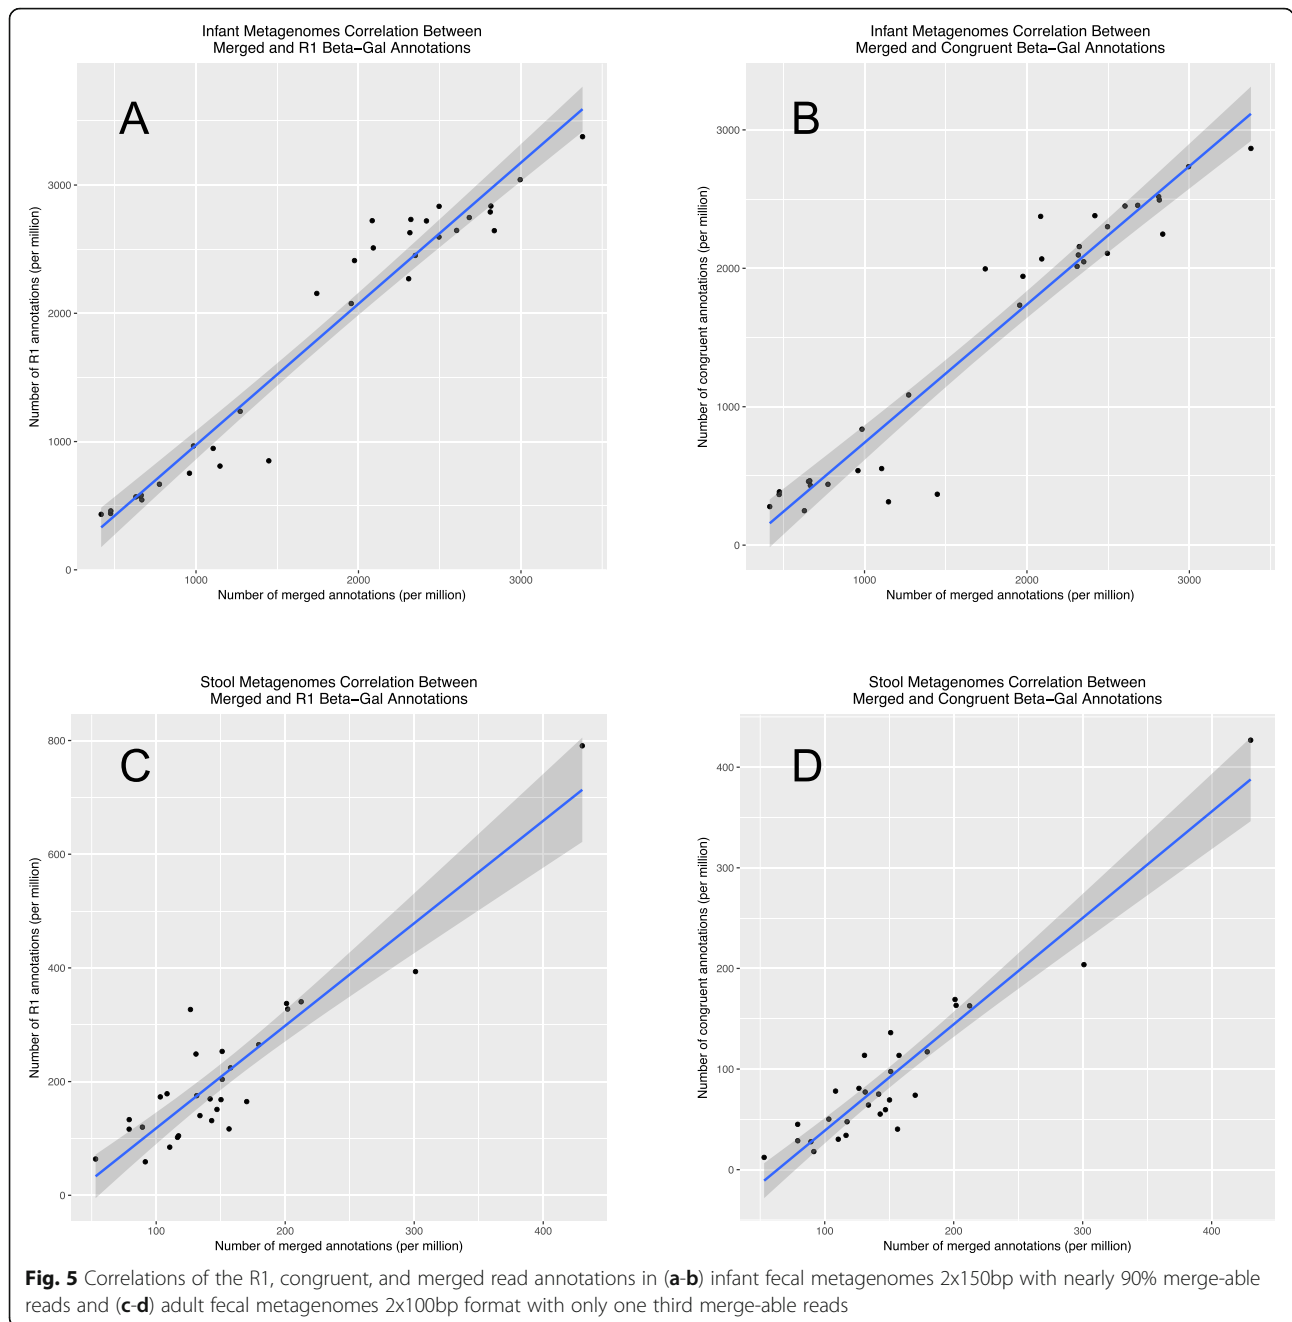 Infant Metagenomes Correlation Between
Merged and R1 Beta−Gal Annotations
A
3000
2000
1000
0
Number of R1 annotations (per million)
1000 2000 3000
Number of merged annotations (per million)
Infant Metagenomes Correlation Between
Merged and Congruent Beta−Gal Annotations
B
3000
2000
1000
0
Number of congruent annotations (per million)
1000 2000 3000
Number of merged annotations (per million)
Stool Metagenomes Correlation Between
Merged and R1 Beta−Gal Annotations
C
800
600
400
200
0
Number of R1 annotations (per million)
100 200 300 400
Number of merged annotations (per million)
Stool Metagenomes Correlation Between
Merged and Congruent Beta−Gal Annotations
D
400
300
200
100
0
Number of congruent annotations (per million)
100 200 300 400
Number of merged annotations (per million)
Fig. 5 Correlations of the R1, congruent, and merged read annotations in (a-b) infant fecal metagenomes 2x150bp with nearly 90% merge-able
reads and (c-d) adult fecal metagenomes 2x100bp format with only one third merge-able reads